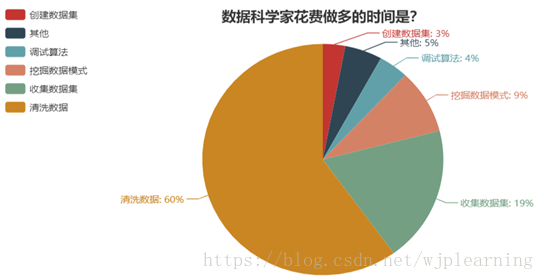 数据科学家花费做多的时间是?
创建数据集
其他
调试算法
挖掘数据模式
收集数据集
清洗数据
创建数据集: 3%
其他: 5%
调试算法: 4%
挖掘数据模式: 9%
收集数据集: 19%
清洗数据: 60%
https://blog.csdn.net/wjplearning